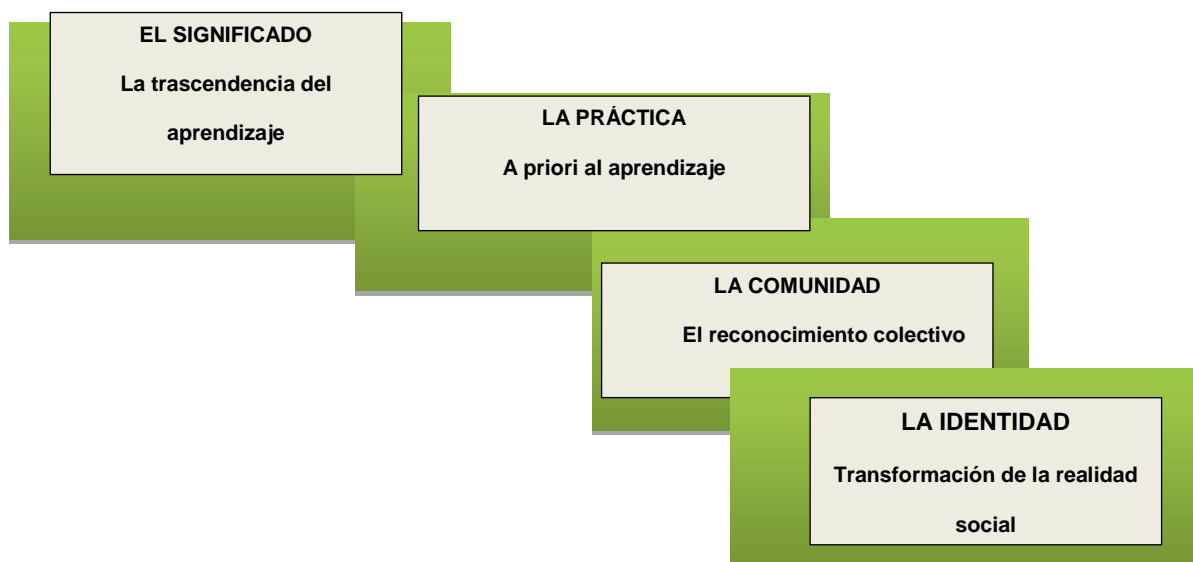 EL SIGNIFICADO
La trascendencia del
aprendizaje
LA PRÁCTICA
A priori al aprendizaje
LA COMUNIDAD
El reconocimiento colectivo
LA IDENTIDAD
Transformación de la realidad
social